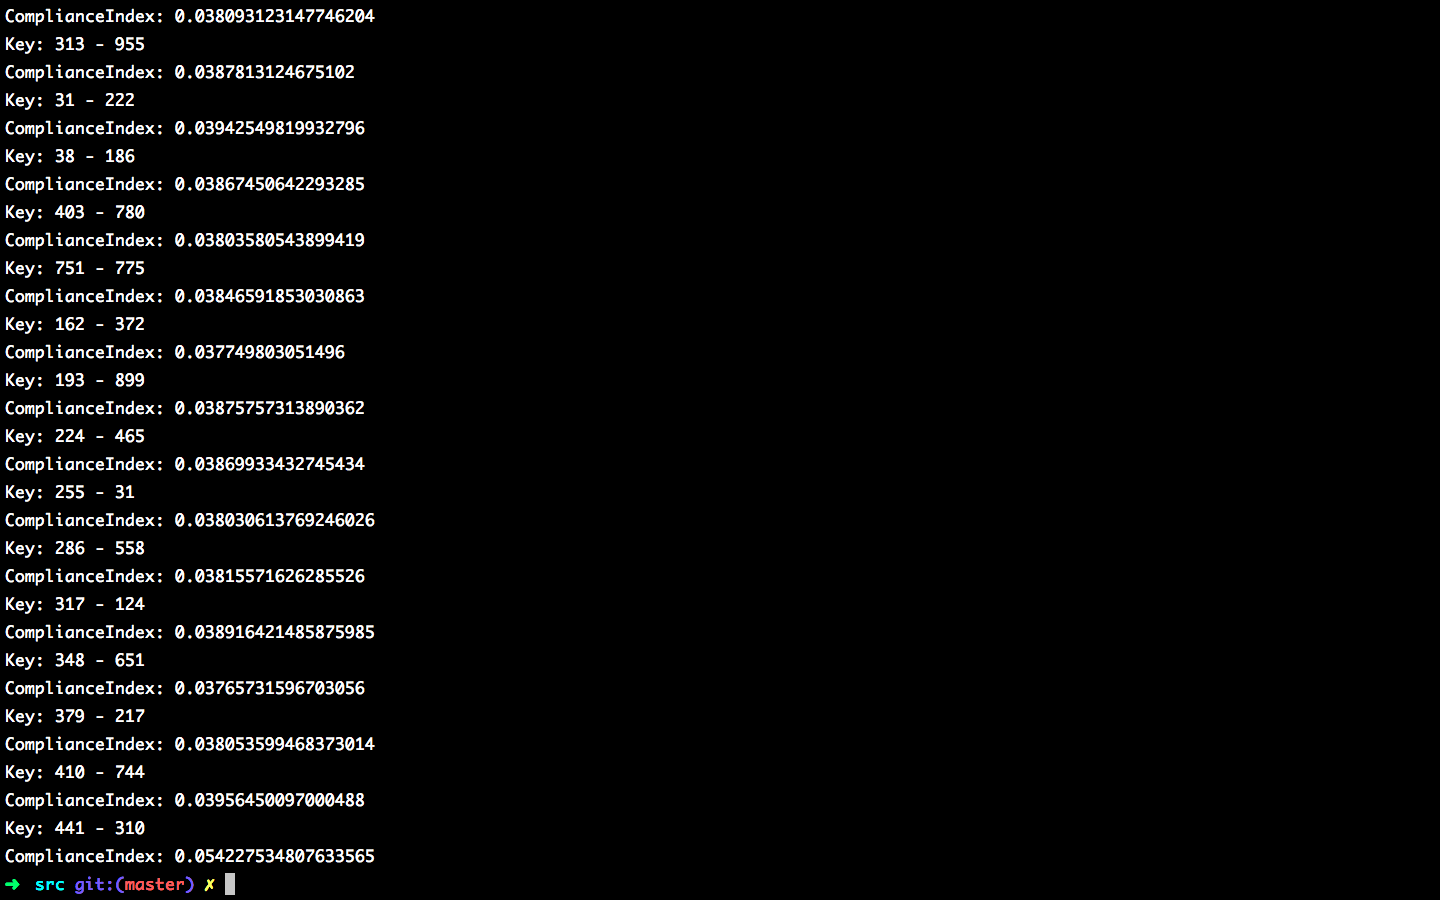 ComplianceIndex: 0.038093123147746204
Key: 313 - 955
ComplianceIndex: 0.0387813124675102
Key: 31 - 222
ComplianceIndex: 0.03942549819932796
Key: 38 - 186
ComplianceIndex: 0.03867450642293285
Key: 403 - 780
ComplianceIndex: 0.03803580543899419
Key: 751 - 775
ComplianceIndex: 0.03846591853030863
Key: 162 - 372
ComplianceIndex: 0.037749803051496
Key: 193 - 899
ComplianceIndex: 0.03875757313890362
Key: 224 - 465
ComplianceIndex: 0.03869933432745434
Key: 255 - 31
ComplianceIndex: 0.038030613769246026
Key: 286 - 558
ComplianceIndex: 0.03815571626285526
Key: 317 - 124
ComplianceIndex: 0.038916421485875985
Key: 348 - 651
ComplianceIndex: 0.03765731596703056
Key: 379 - 217
ComplianceIndex: 0.038053599468373014
Key: 410 - 744
ComplianceIndex: 0.03956450097000488
Key: 441 - 310
ComplianceIndex: 0.054227534807633565
➜ src git:(master) ✗